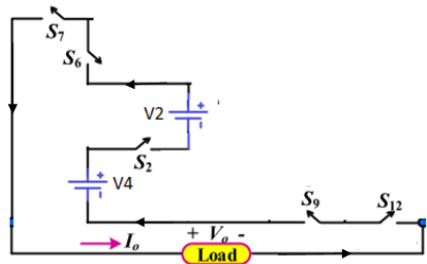 S7
S6
V2
+
S2
V4
+
S9
S12
Io
+ Vo -
Load